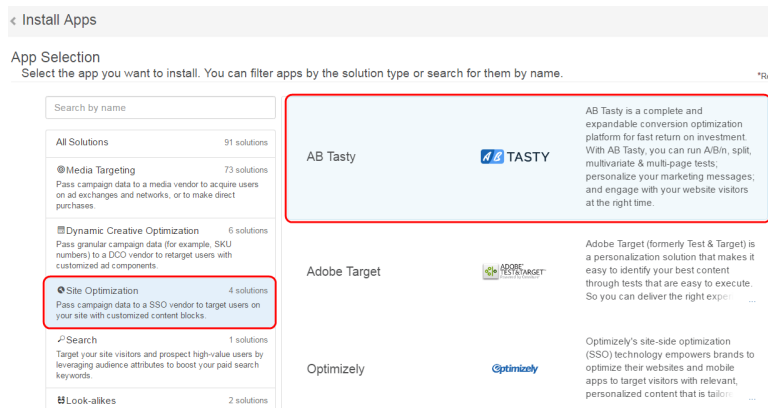 Install Apps
App Selection
Select the app you want to install. You can filter apps by the solution type or search for them by name.
Search by name
All Solutions 91 solutions
Media Targeting 73 solutions
Pass campaign data to a media vendor to acquire users
on ad exchanges and networks, or to make direct
purchases.
Dynamic Creative Optimization 6 solutions
Pass granular campaign data (for example, SKU
numbers) to a DCO vendor to retarget users with
customized ad components.
Site Optimization 4 solutions
Pass campaign data to a SSO vendor to target users on
your site with customized content blocks.
Search 1 solutions
Target your site visitors and prospect high-value users by
leveraging audience attributes to boost your paid search
keywords.
Look-alikes 2 solutions
AB Tasty
AB TASTY
AB Tasty is a complete and
expandable conversion optimization
platform for fast return on investment.
With AB Tasty, you can run A/B/n, split,
multivariate & multi-page tests;
personalize your marketing messages;
and engage with your website visitors
at the right time.
Adobe Target
ADOBE®
TEST&TARGET™
Adobe Target (formerly Test & Target) is
a personalization solution that makes it
easy to identify your best content
through tests that are easy to execute.
So you can deliver the right exper ...
Optimizely
Optimizely
Optimizely's site-side optimization
(SSO) technology empowers brands to
optimize their websites and mobile
apps to target visitors with relevant,
personalized content that is tailore ...